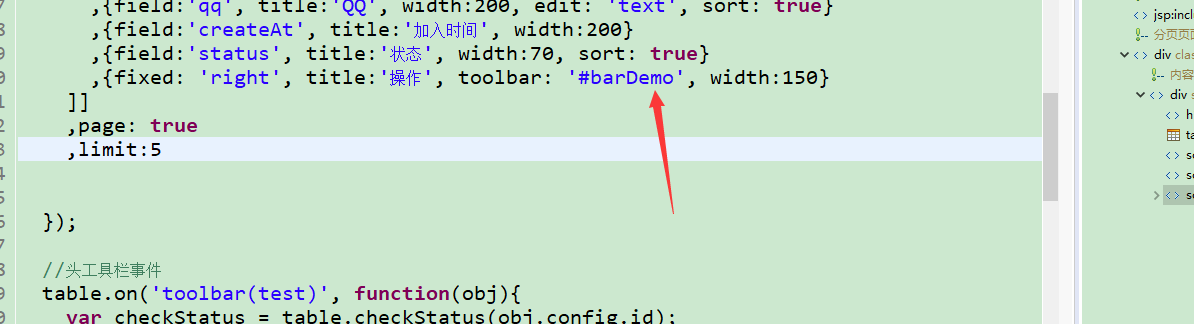 ,{field:'qq', title:'QQ', width:200, edit: 'text', sort: true}
,{field:'createAt', title:'加入时间', width:200}
,{field:'status', title:'状态', width:70, sort: true}
,{fixed: 'right', title:'操作', toolbar: '#barDemo', width:150}
]]
,page: true
,limit:5
});
//头工具栏事件
table.on('toolbar(test)', function(obj){
var checkStatus = table.checkStatus(obj.config.id);
jsp:incl
分页页
div clas
内容
div s
h
ta
sc
sc
sc